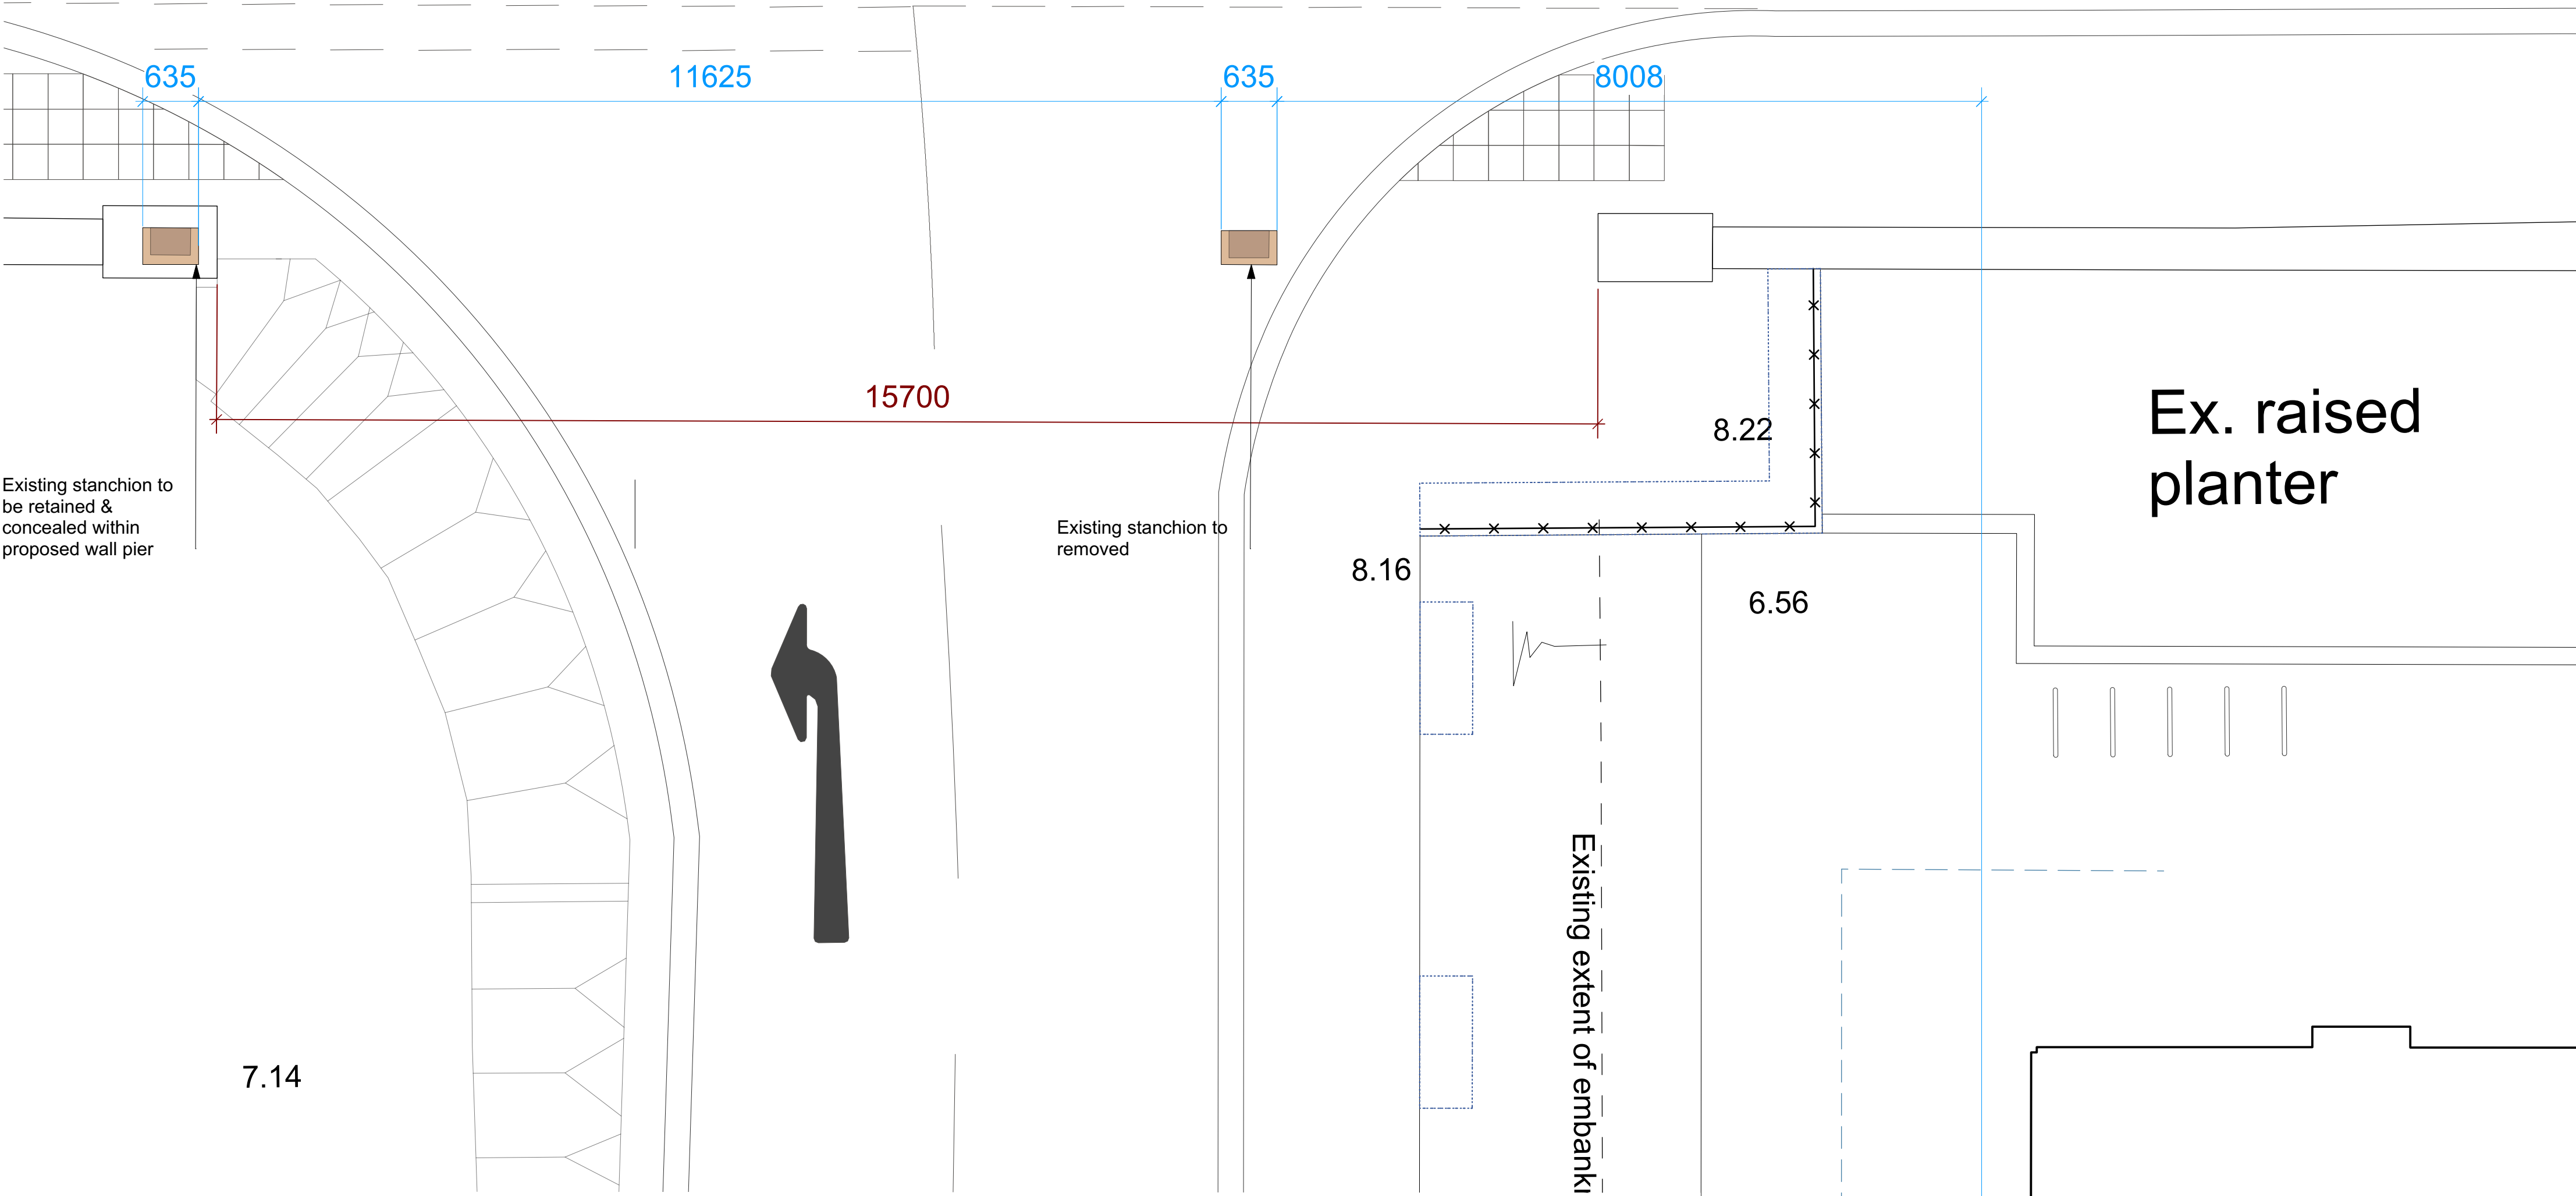 635
11625
635
8008
15700
8.22
Ex. raised
planter
Existing stanchion to
be retained &
concealed within
proposed wall pier
Existing stanchion to
removed
8.16
6.56
Existing extent of
7.14